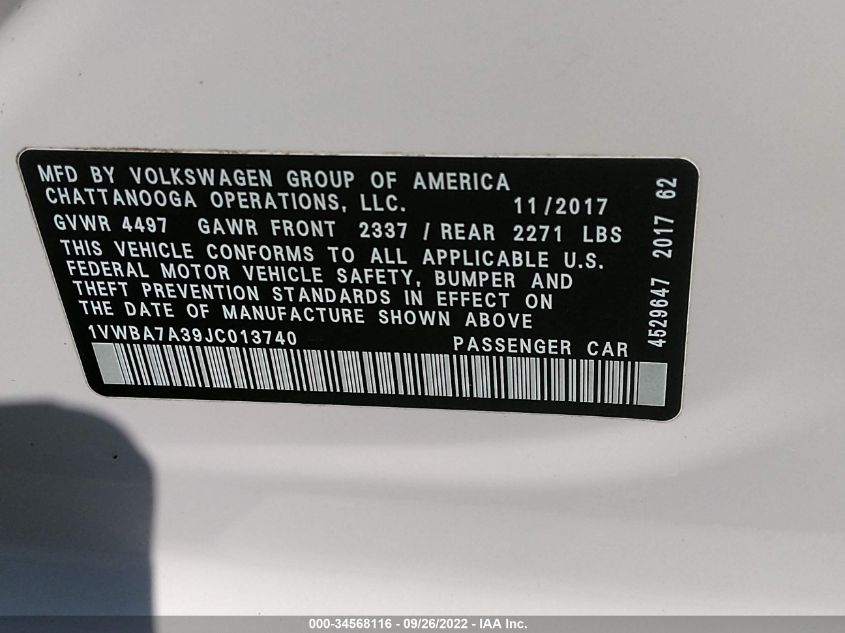 MFD BY VOLKSWAGEN GROUP OF AMERICA
CHATTANOOGA OPERATIONS, LLC. 11/2017
GVWR 4497 GAWR FRONT 2337 / REAR 2271 LBS
THIS VEHICLE CONFORMS TO ALL APPLICABLE U.S.
FEDERAL MOTOR VEHICLE SAFETY, BUMPER AND
THEFT PREVENTION STANDARDS IN EFFECT ON
THE DATE OF MANUFACTURE SHOWN ABOVE
1VWBA7A39JC013740 PASSENGER CAR
4529647 2017 62
000-34568116 - 09/26/2022 - IAA Inc.